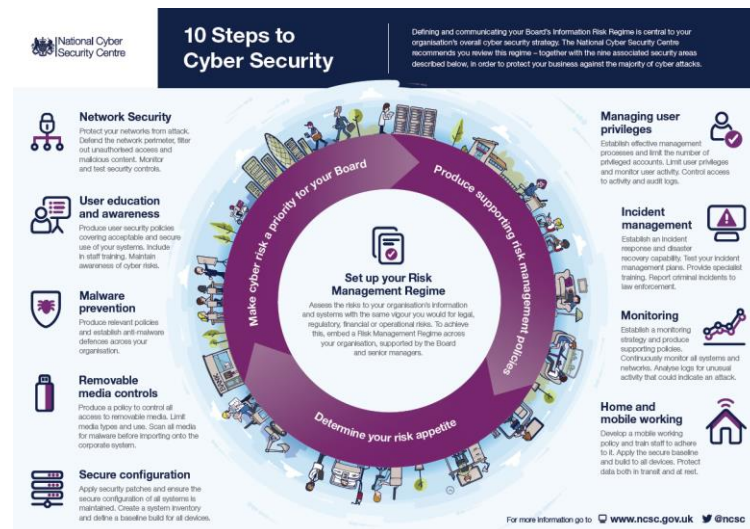 National Cyber
Security Centre
10 Steps to
Cyber Security
Defining and communicating your Board's Information Risk Regime is central to
your organisation's overall cyber security strategy. The National Cyber Security Centre
recommends you review this regime – together with the nine associated security areas
described below, in order to protect your business against the majority of cyber attacks.
Network Security
Protect your networks from attack.
Defend the network perimeter, filter
out unauthorised access and
malicious content. Monitor
and test security controls.
User education
and awareness
Produce user security policies
covering acceptable and secure
use of your systems. Include
in staff training. Maintain
awareness of cyber risks.
Malware
prevention
Produce relevant policies
and establish anti-malware
defences across your
organisation.
Removable
media controls
Produce a policy to control all
access to removable media. Limit
media types and use. Scan all media
for malware before importing onto the
corporate system.
Secure configuration
Apply security patches and ensure the
secure configuration of all systems is
maintained. Create a system inventory
and define a baseline build for all devices.
Make cyber risk a priority for your Board
Produce supporting risk management policies
Determine your risk appetite
Set up your Risk
Management Regime
Assess the risks to your organisation's information
and systems with the same vigour you would for legal,
regulatory, financial or operational risks. To achieve
this, embed a Risk Management Regime across
your organisation, supported by the Board
and senior managers.
Managing user
privileges
Establish effective management
processes and limit the number of
privileged accounts. Limit user privileges
and monitor user activity. Control access
to activity and audit logs.
Incident
management
Establish an incident
response and disaster
recovery capability. Test your incident
management plans. Provide specialist
training. Report criminal incidents to
law enforcement.
Monitoring
Establish a monitoring
strategy and produce
supporting policies.
Continuously monitor all systems and
networks. Analyse logs for unusual
activity that could indicate an attack.
Home and
mobile working
Develop a mobile working
policy and train staff to adhere
to it. Apply the secure baseline
and build to all devices. Protect
data both in transit and at rest.
For more information go to www.ncsc.gov.uk @ncsc